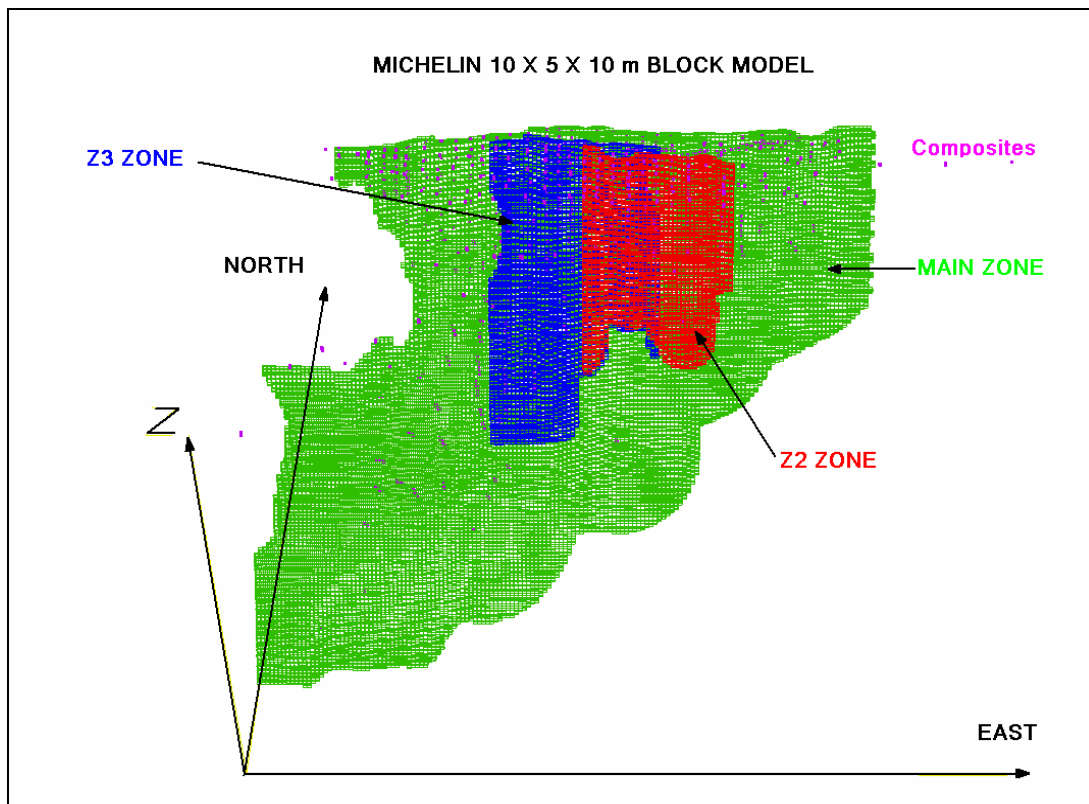 MICHELIN 10 X 5 X 10 m BLOCK MODEL
Z3 ZONE
Composites
NORTH
MAIN ZONE
Z
Z2 ZONE
EAST